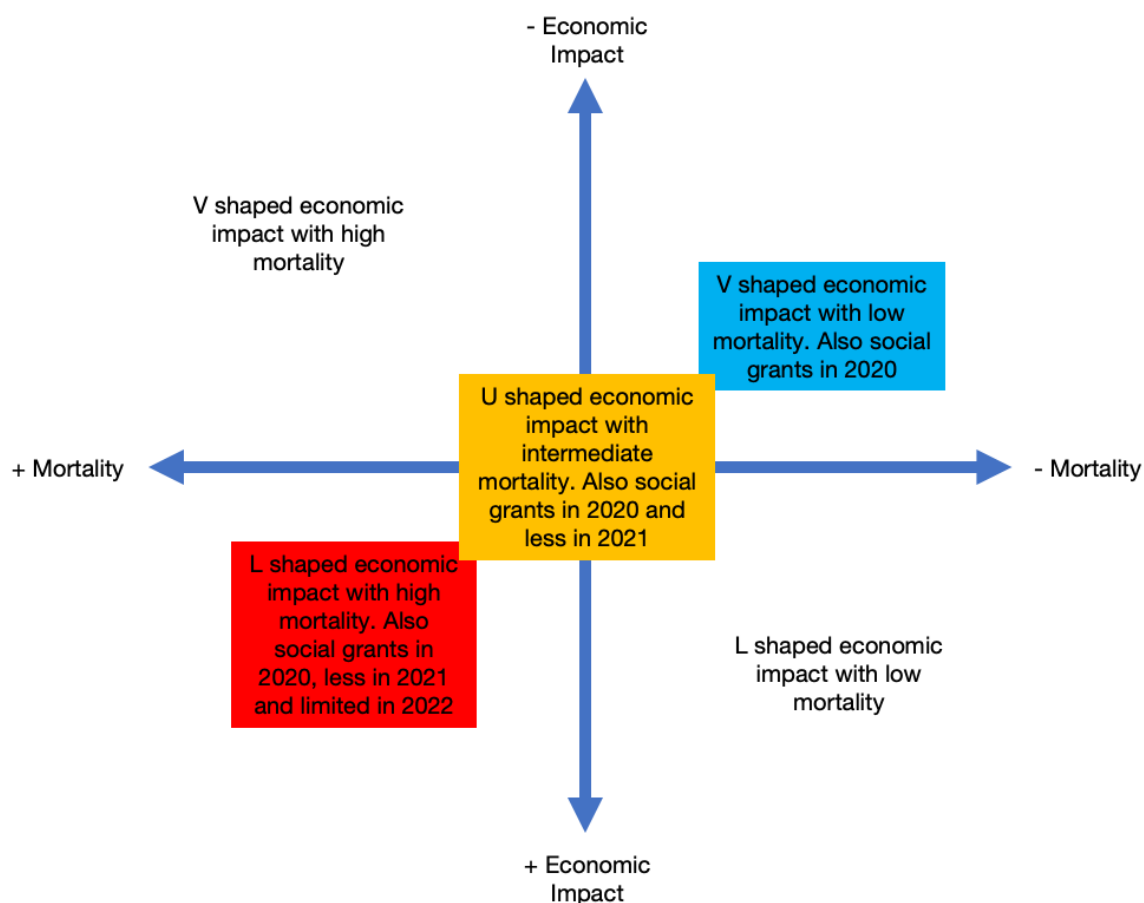 - Economic
Impact
V shaped economic
impact with high
mortality
V shaped economic
impact with low
mortality. Also social
grants in 2020
U shaped economic
impact with
intermediate
mortality. Also social
grants in 2020 and
less in 2021
+ Mortality
- Mortality
L shaped economic
impact with high
mortality. Also
social grants in
2020, less in 2021
and limited in 2022
L shaped economic
impact with low
mortality
+ Economic
Impact